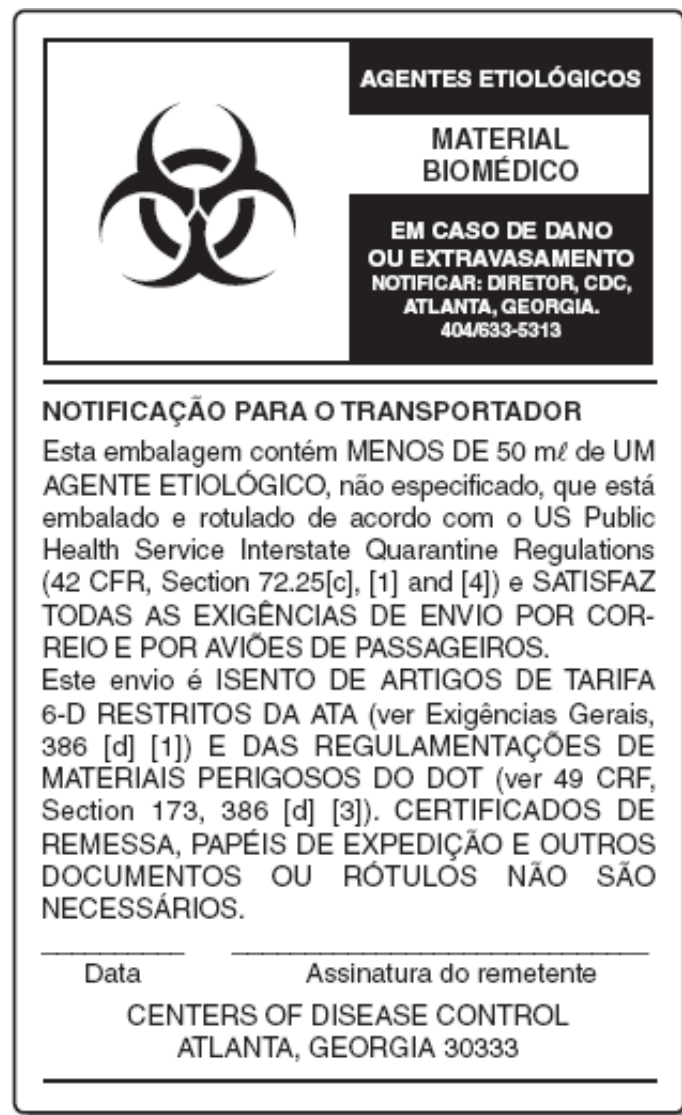 AGENTES ETIOLÓGICOS
MATERIAL
BIOMÉDICO
EM CASO DE DANO
OU EXTRAVASAMENTO
NOTIFICAR: DIRETOR, CDC,
ATLANTA, GEORGIA.
404/633-5313
NOTIFICAÇÃO PARA O TRANSPORTADOR
Esta embalagem contém MENOS DE 50 mℓ de UM
AGENTE ETIOLÓGICO, não especificado, que está
embalado e rotulado de acordo com o US Public
Health Service Interstate Quarantine Regulations
(42 CFR, Section 72.25[c], [1] and [4]) e SATISFAZ
TODAS AS EXIGÊNCIAS DE ENVIO POR COR-
REIO E POR AVIÕES DE PASSAGEIROS.
Este envio é ISENTO DE ARTIGOS DE TARIFA
6-D RESTRITOS DA ATA (ver Exigências Gerais,
386 [d] [1]) E DAS REGULAMENTAÇÕES DE
MATERIAIS PERIGOSOS DO DOT (ver 49 CRF,
Section 173, 386 [d] [3]). CERTIFICADOS DE
REMESSA, PAPÉIS DE EXPEDIÇÃO E OUTROS
DOCUMENTOS OU RÓTULOS NÃO SÃO
NECESSÁRIOS.
Data Assinatura do remetente
CENTERS OF DISEASE CONTROL
ATLANTA, GEORGIA 30333